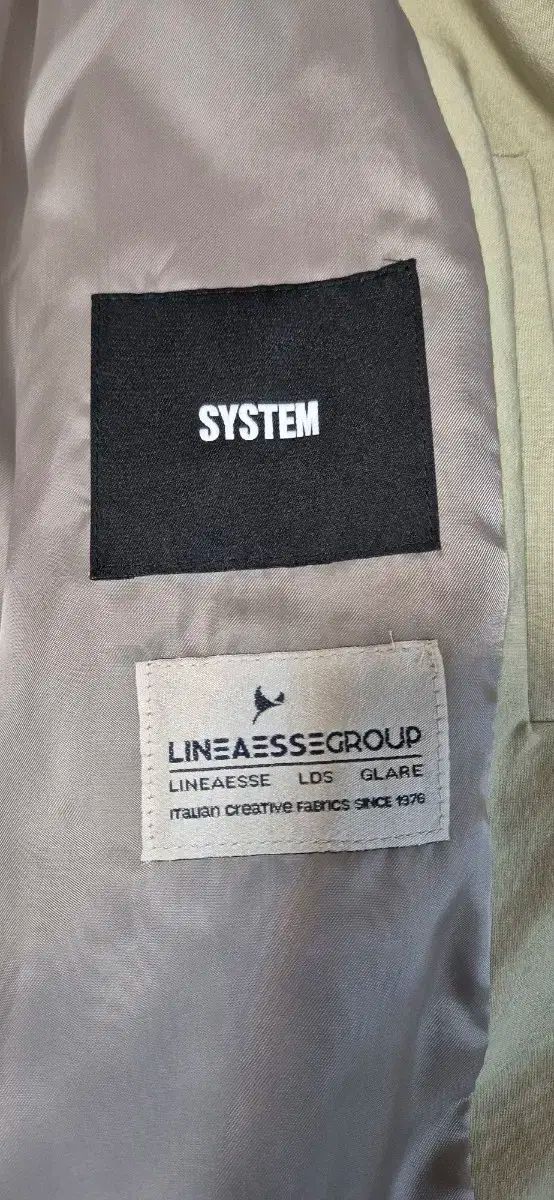 SYSTEM
LINEAESSEGROUP
LINEAESSE LDS GLARE
ITALIAN CREATIVE FABRICS SINCE 1976